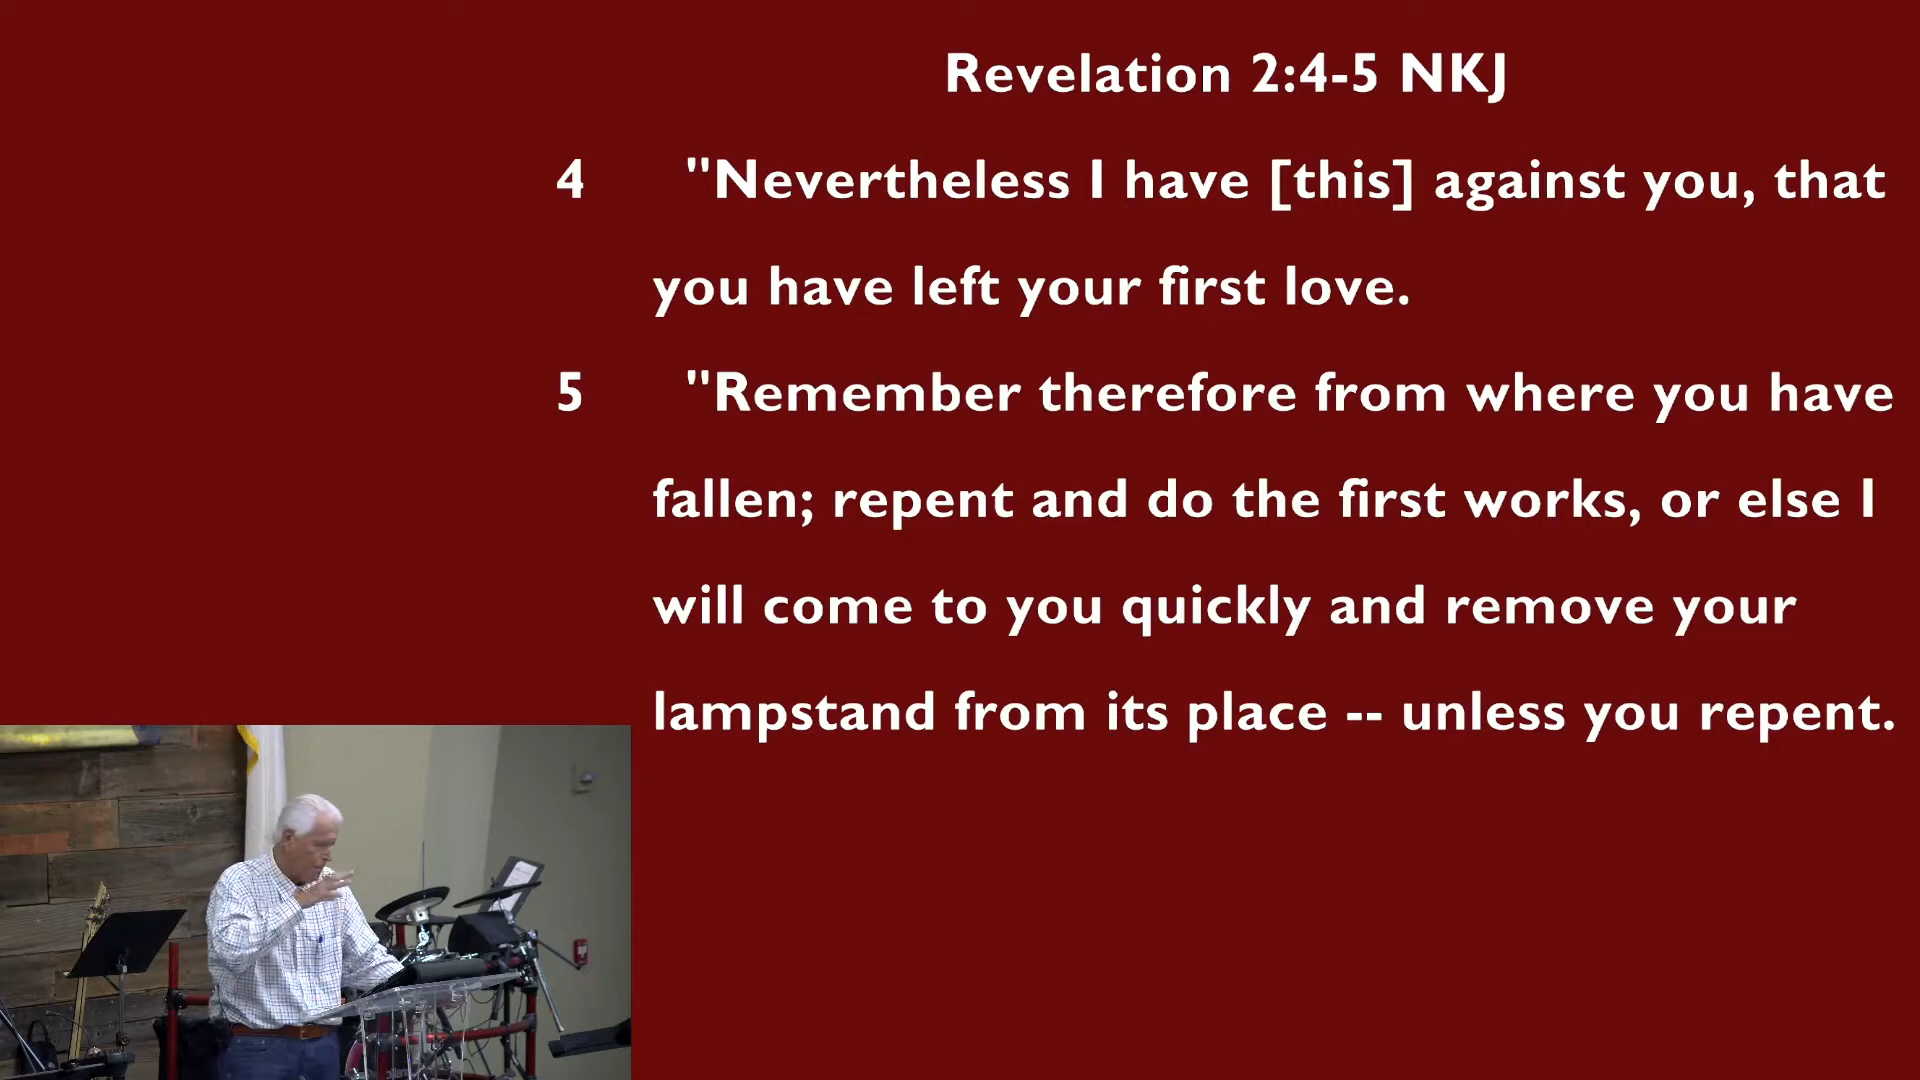 Revelation 2:4-5 NKJ
4 "Nevertheless I have [this] against you, that
you have left your first love.
5 "Remember therefore from where you have
fallen; repent and do the first works, or else I
will come to you quickly and remove your
lampstand from its place -- unless you repent.